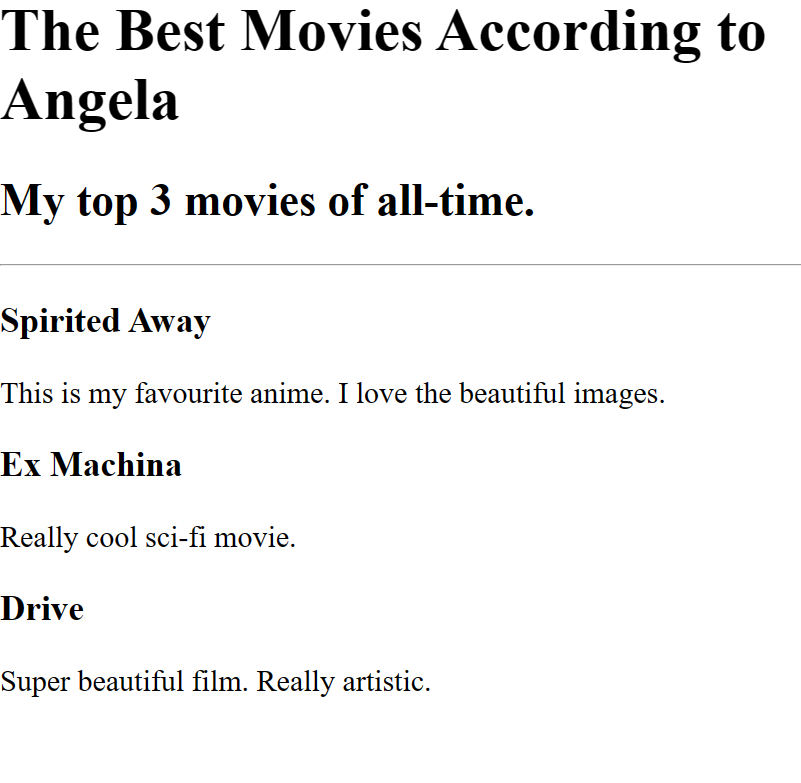 The Best Movies According to
Angela
My top 3 movies of all-time.
Spirited Away
This is my favourite anime. I love the beautiful images.
Ex Machina
Really cool sci-fi movie.
Drive
Super beautiful film. Really artistic.